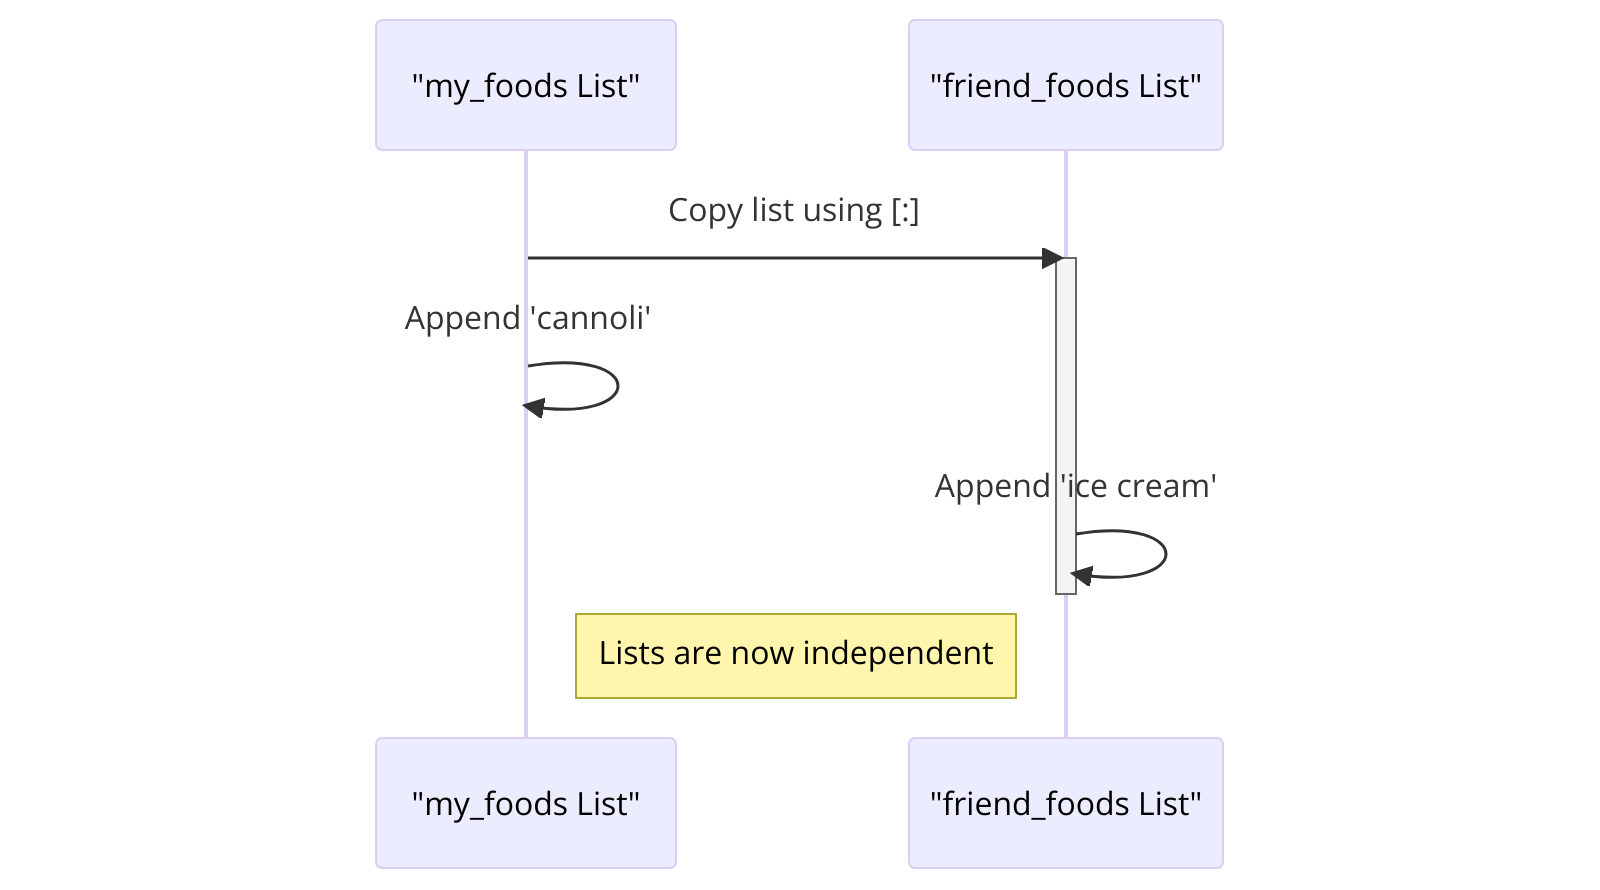 "my_foods List"
"friend_foods List"
Copy list using [:]
Append 'cannoli'
Append 'ice cream'
Lists are now independent
"my_foods List"
"friend_foods List"